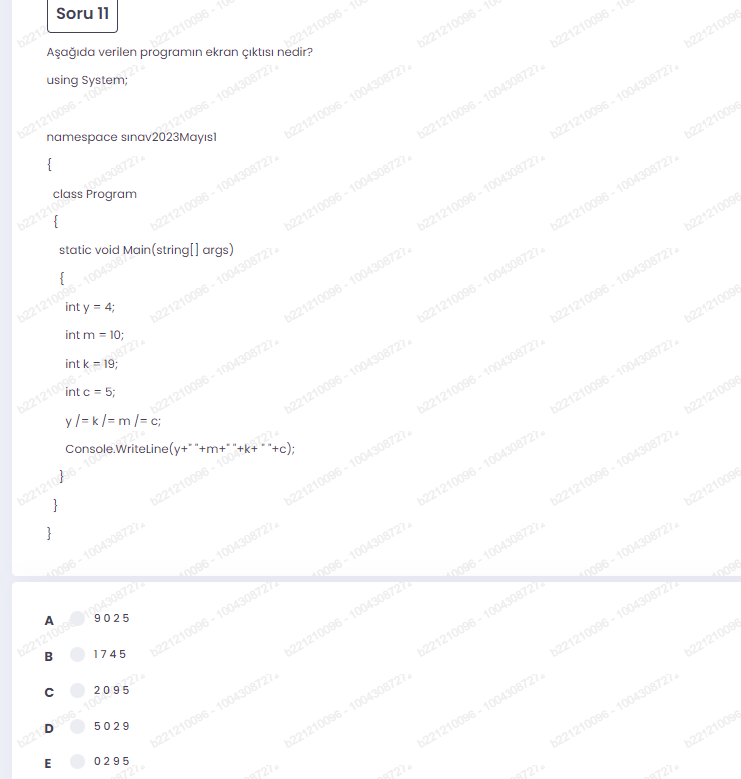 Soru 11
Aşağıda verilen programın ekran çıktısı nedir?
using System;
namespace sınav2023Mayıs1
{
class Program
{
static void Main(string[] args)
{
int y = 4;
int m = 10;
int k = 19;
int c = 5;
y /= k /= m /= c;
Console.WriteLine(y+" "+m+" "+k+ " "+c);
}
}
}
A 9 0 2 5
B 1 7 4 5
C 2 0 9 5
D 5 0 2 9
E 0 2 9 5